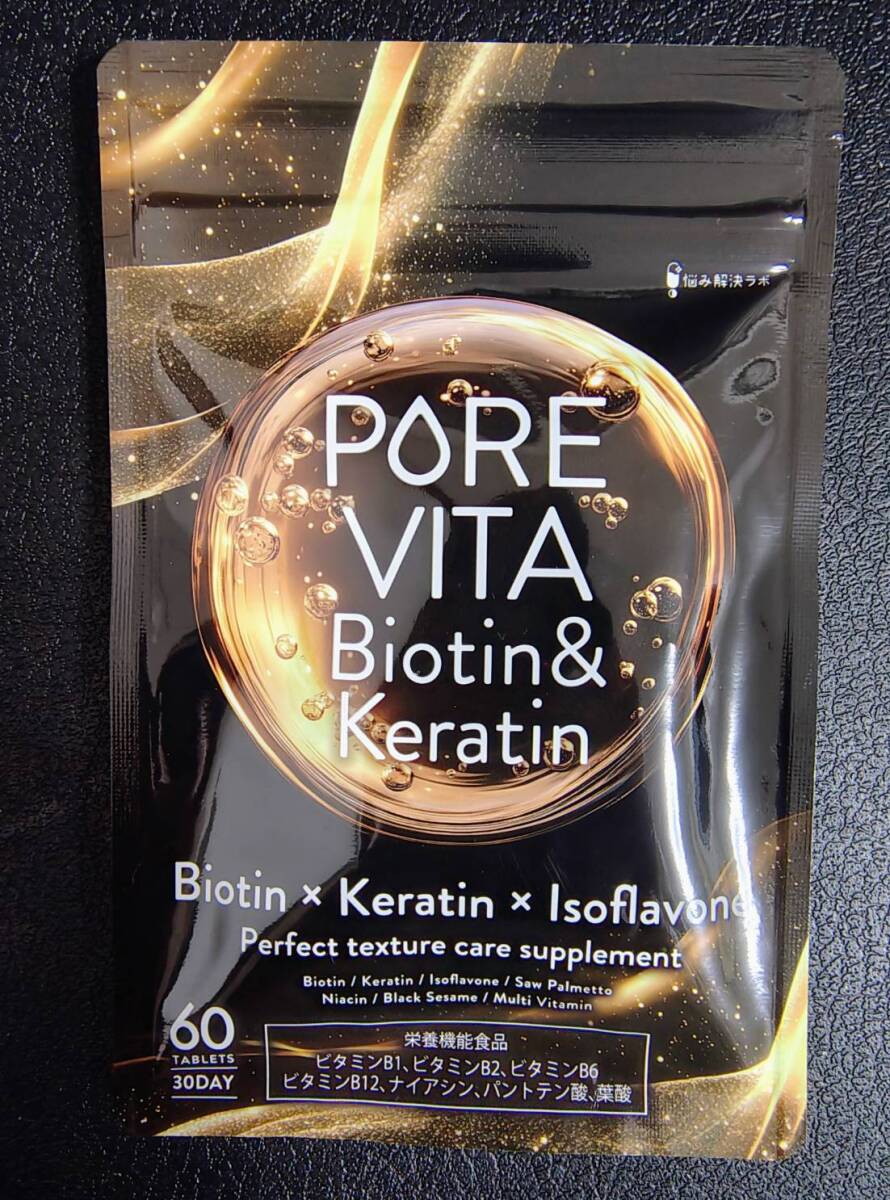 悩み解決ラボ
PORE
VITA
Biotin&
Keratin
Biotin × Keratin × Isoflavone
Perfect texture care supplement
Biotin / Keratin / Isoflavone / Saw Palmetto
Niacin / Black Sesame / Multi Vitamin
60
TABLETS
30DAY
栄養機能食品
ビタミンB1、ビタミンB2、ビタミンB6
ビタミンB12、ナイアシン、パントテン酸、葉酸